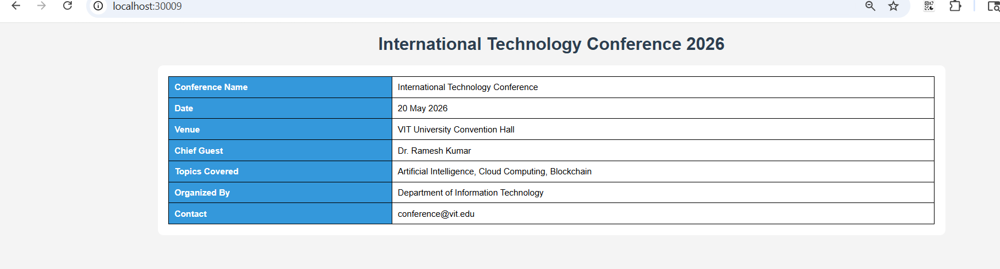 localhost:30009
International Technology Conference 2026
Conference Name International Technology Conference
Date 20 May 2026
Venue VIT University Convention Hall
Chief Guest Dr. Ramesh Kumar
Topics Covered Artificial Intelligence, Cloud Computing, Blockchain
Organized By Department of Information Technology
Contact conference@vit.edu